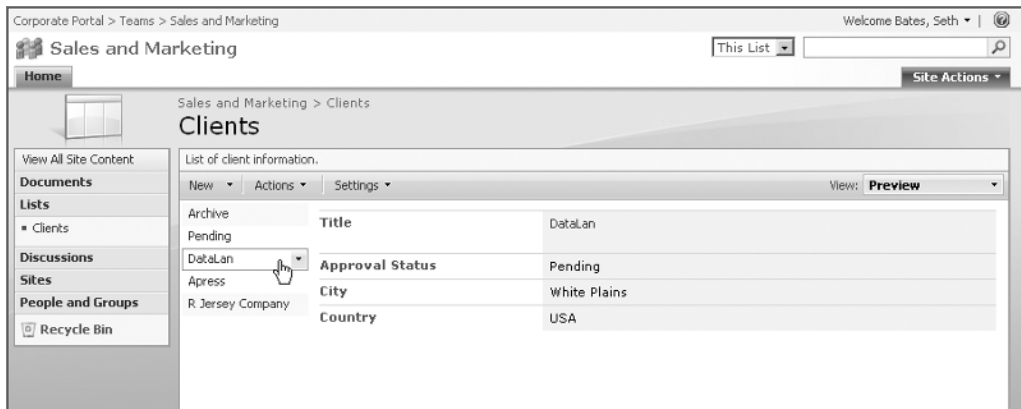 Corporate Portal > Teams > Sales and Marketing
Welcome Bates, Seth
Sales and Marketing
This List
Home
Site Actions
Sales and Marketing > Clients
Clients
View All Site Content
Documents
Lists
Clients
Discussions
Sites
People and Groups
Recycle Bin
List of client information.
New Actions Settings View: Preview
Archive
Pending
DataLan
Apress
R Jersey Company
Title DataLan
Approval Status Pending
City White Plains
Country USA